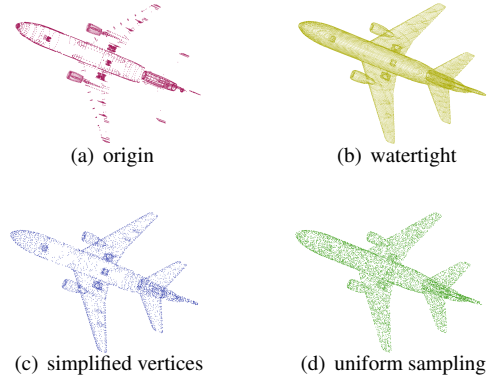 (a) origin
(b) watertight
(c) simplified vertices
(d) uniform sampling